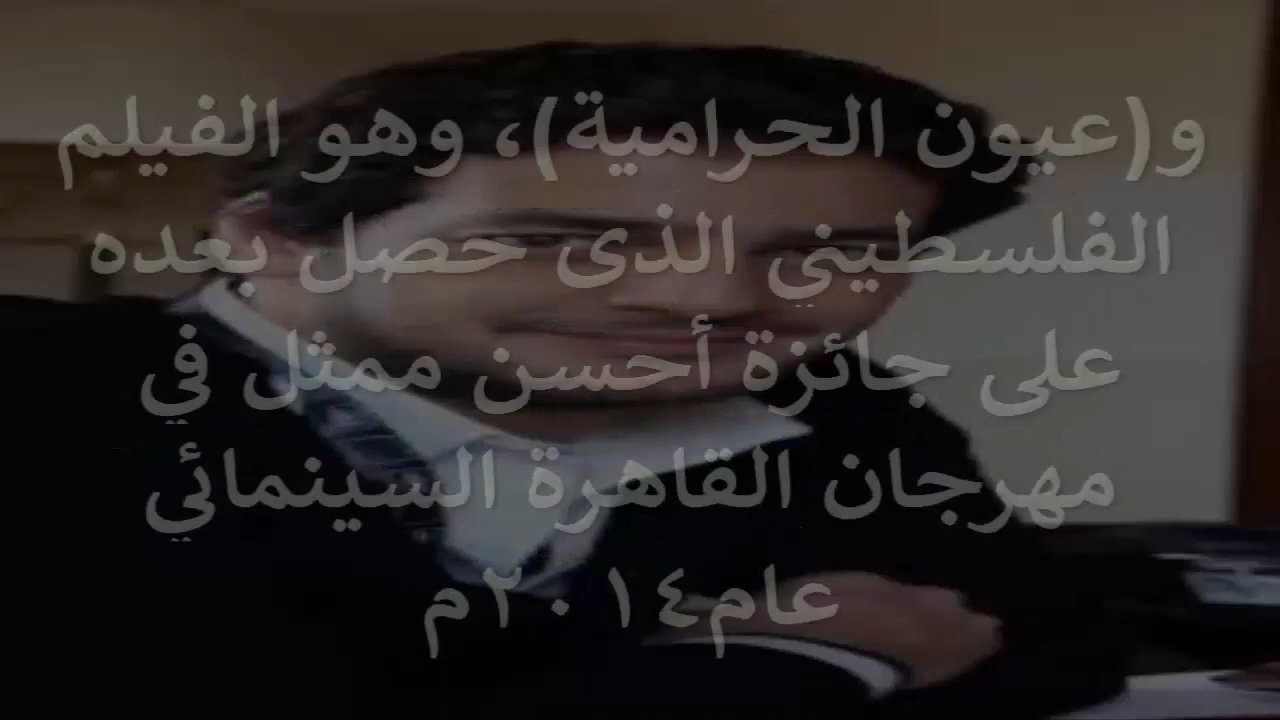 و(عيون الحرامية)، وهو الفيلم
الفلسطيني الذى حصل بعده
على جائزة أحسن ممثل في
مهرجان القاهرة السينمائي
عام٢٠١٤م